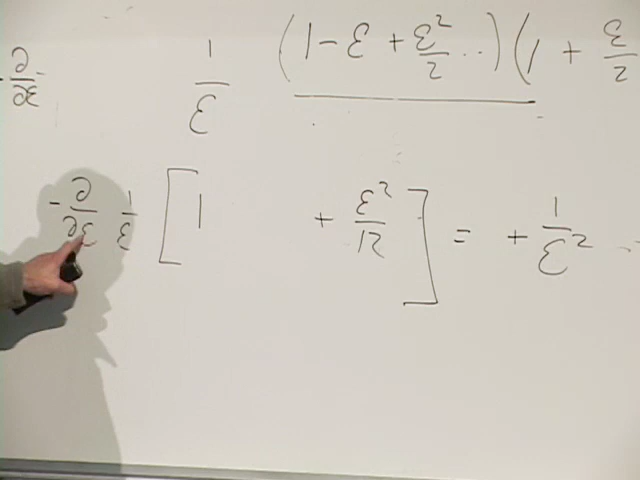 -∂/∂ε 1/ε (1 - ε + ε²/2 ..) (1 + ε/2
-∂/∂ε 1/ε [ 1 + ε²/12 ] = + 1/ε² -